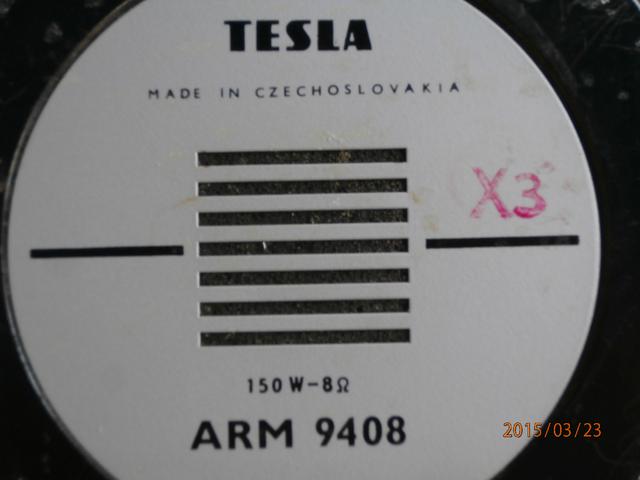 TESLA
MADE IN CZECHOSLOVAKIA
X3
150 W-8Ω
ARM 9408
2015/03/23